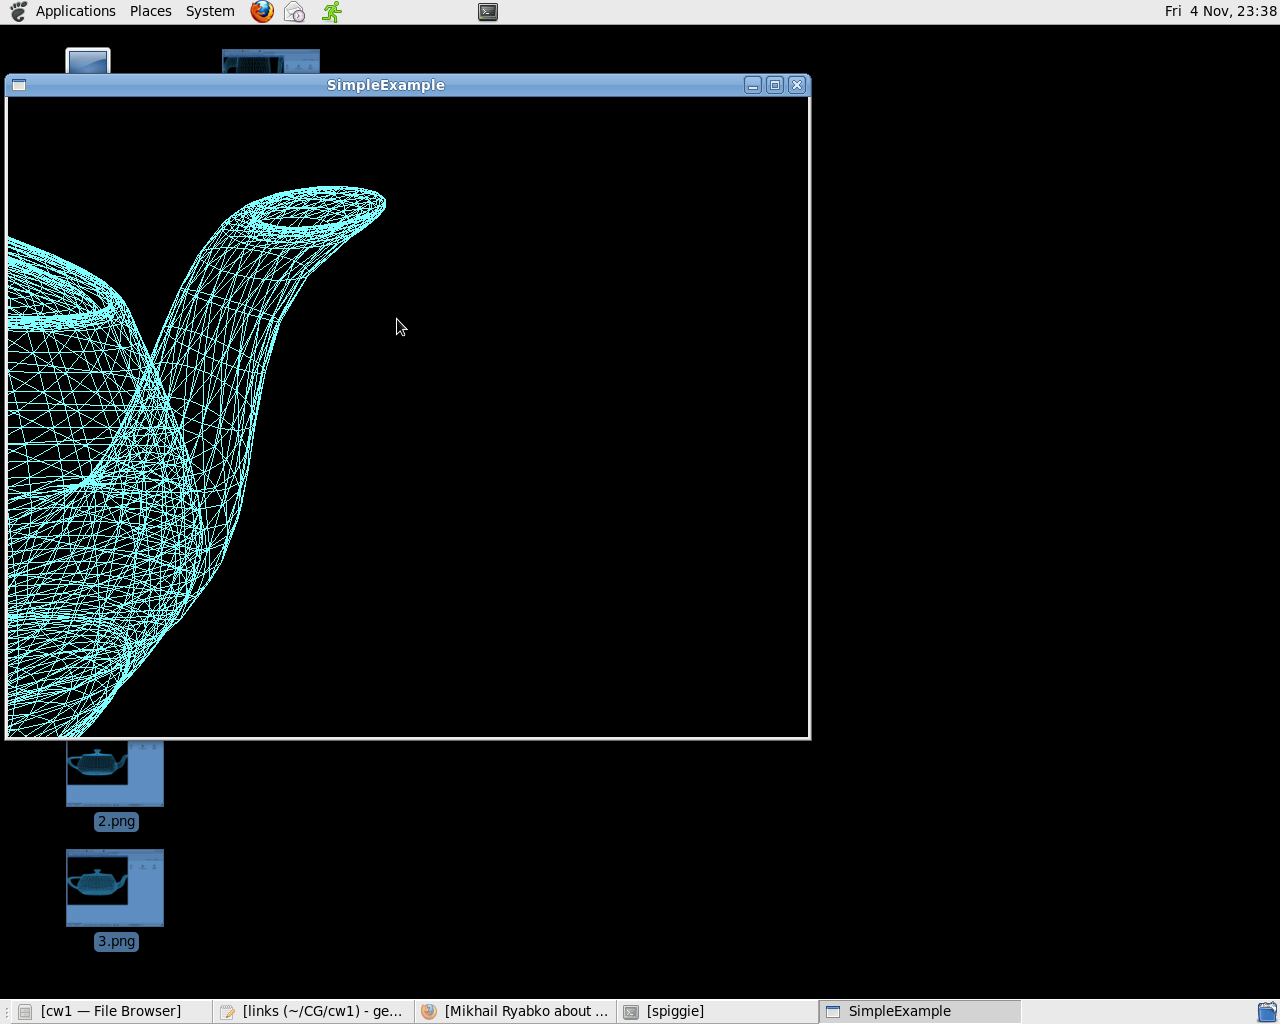 Applications Places System Fri 4 Nov, 23:38
SimpleExample
2.png
3.png
[cw1 — File Browser] [links (~/CG/cw1) - ge... [Mikhail Ryabko about ... [spiggie] SimpleExample